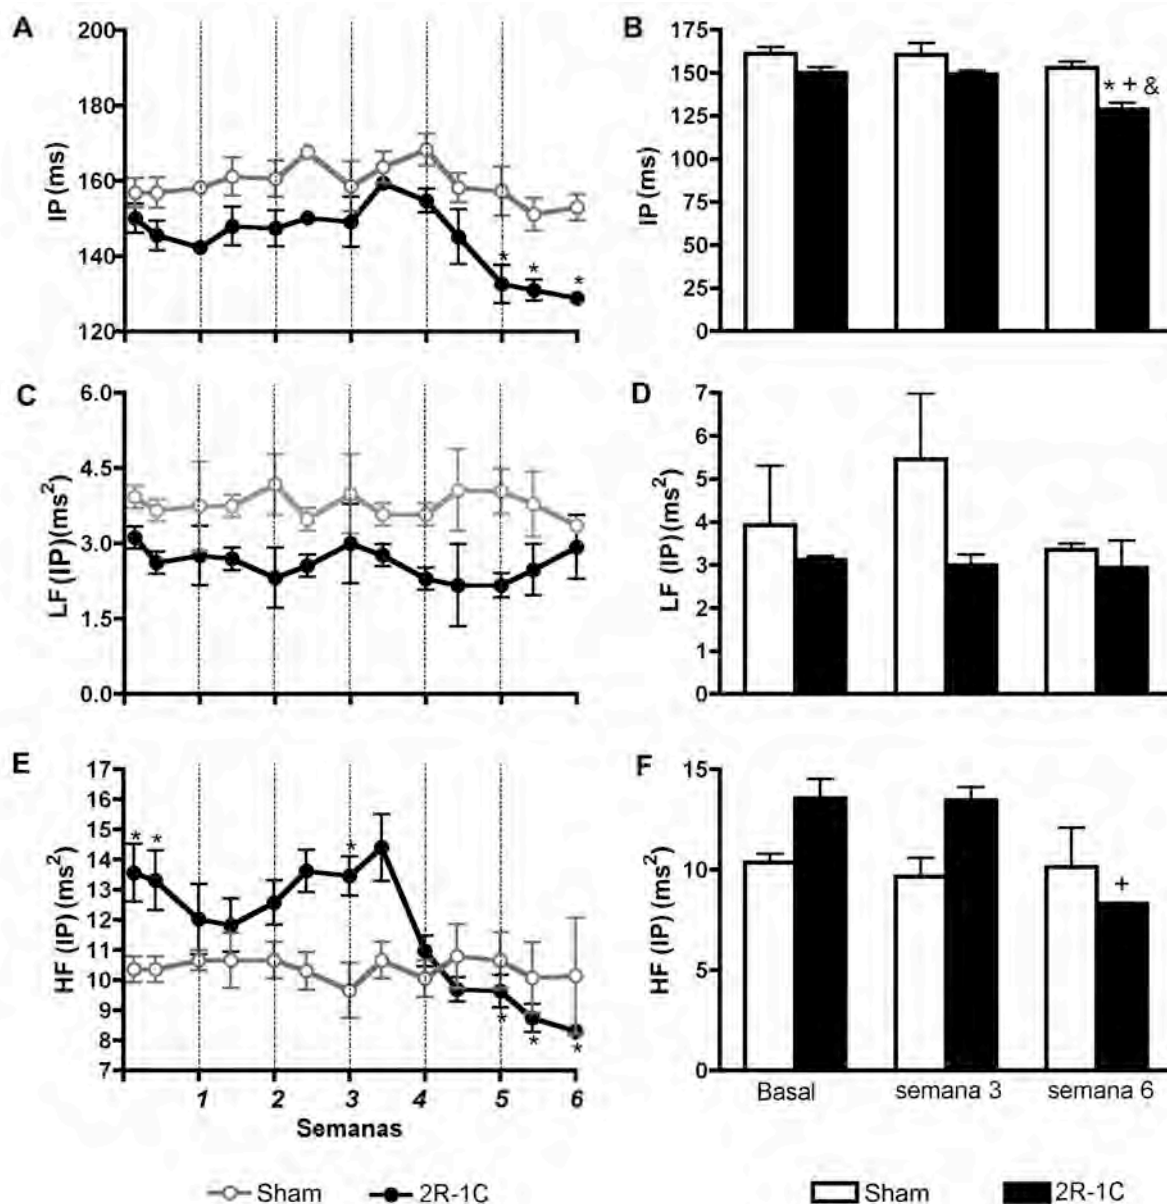 A
200
180
160
140
120
IP (ms)
* * *
B
175
150
125
100
75
50
25
0
IP (ms)
* + &
C
6.0
4.5
3.0
1.5
0.0
LF (IP)(ms²)
D
7
6
5
4
3
2
1
0
LF (IP) (ms²)
E
17
16
15
14
13
12
11
10
9
8
7
HF (IP) (ms²)
* * *
* * *
1 2 3 4 5 6
Semanas
F
15
10
5
0
HF (IP) (ms²)
+
Basal semana 3 semana 6
Sham 2R-1C
Sham 2R-1C